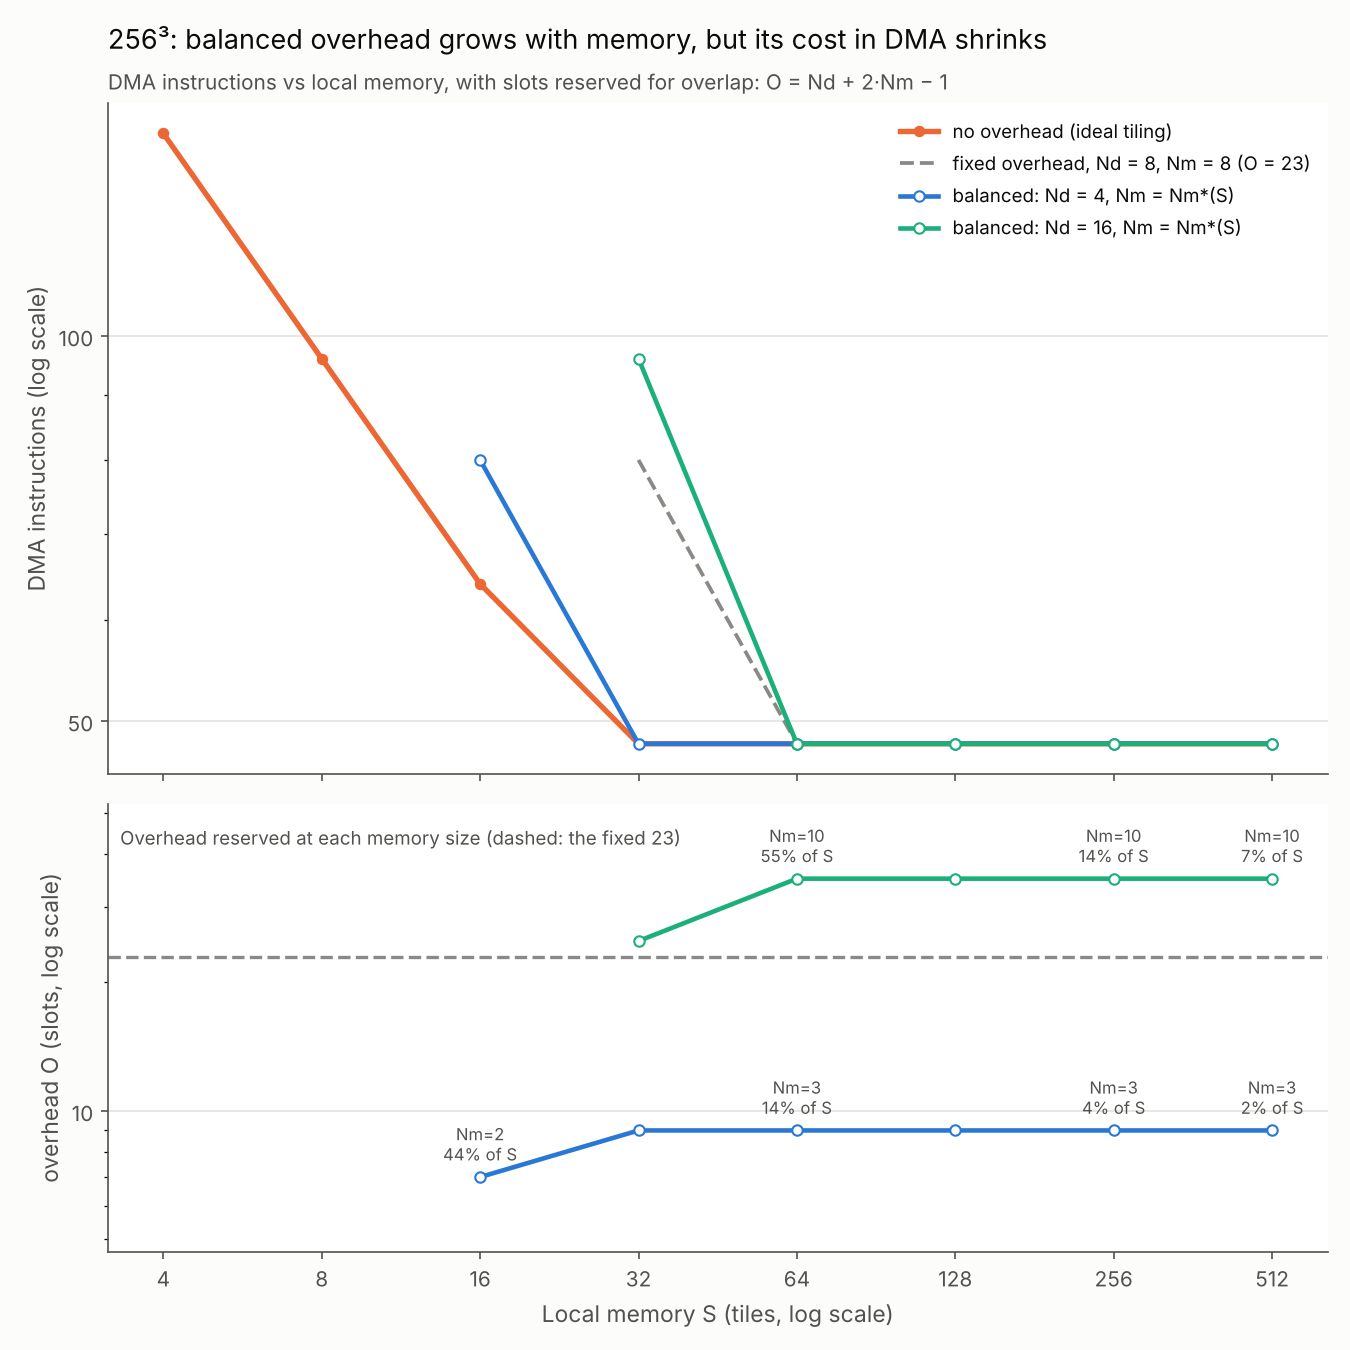 256³: balanced overhead grows with memory, but its cost in DMA shrinks
DMA instructions vs local memory, with slots reserved for overlap: O = Nd + 2·Nm − 1
no overhead (ideal tiling)
fixed overhead, Nd = 8, Nm = 8 (O = 23)
balanced: Nd = 4, Nm = Nm*(S)
balanced: Nd = 16, Nm = Nm*(S)
DMA instructions (log scale)
100
50
Overhead reserved at each memory size (dashed: the fixed 23)
Nm=10
55% of S
Nm=10
14% of S
Nm=10
7% of S
overhead O (slots, log scale)
10
Nm=2
44% of S
Nm=3
14% of S
Nm=3
4% of S
Nm=3
2% of S
4 8 16 32 64 128 256 512
Local memory S (tiles, log scale)